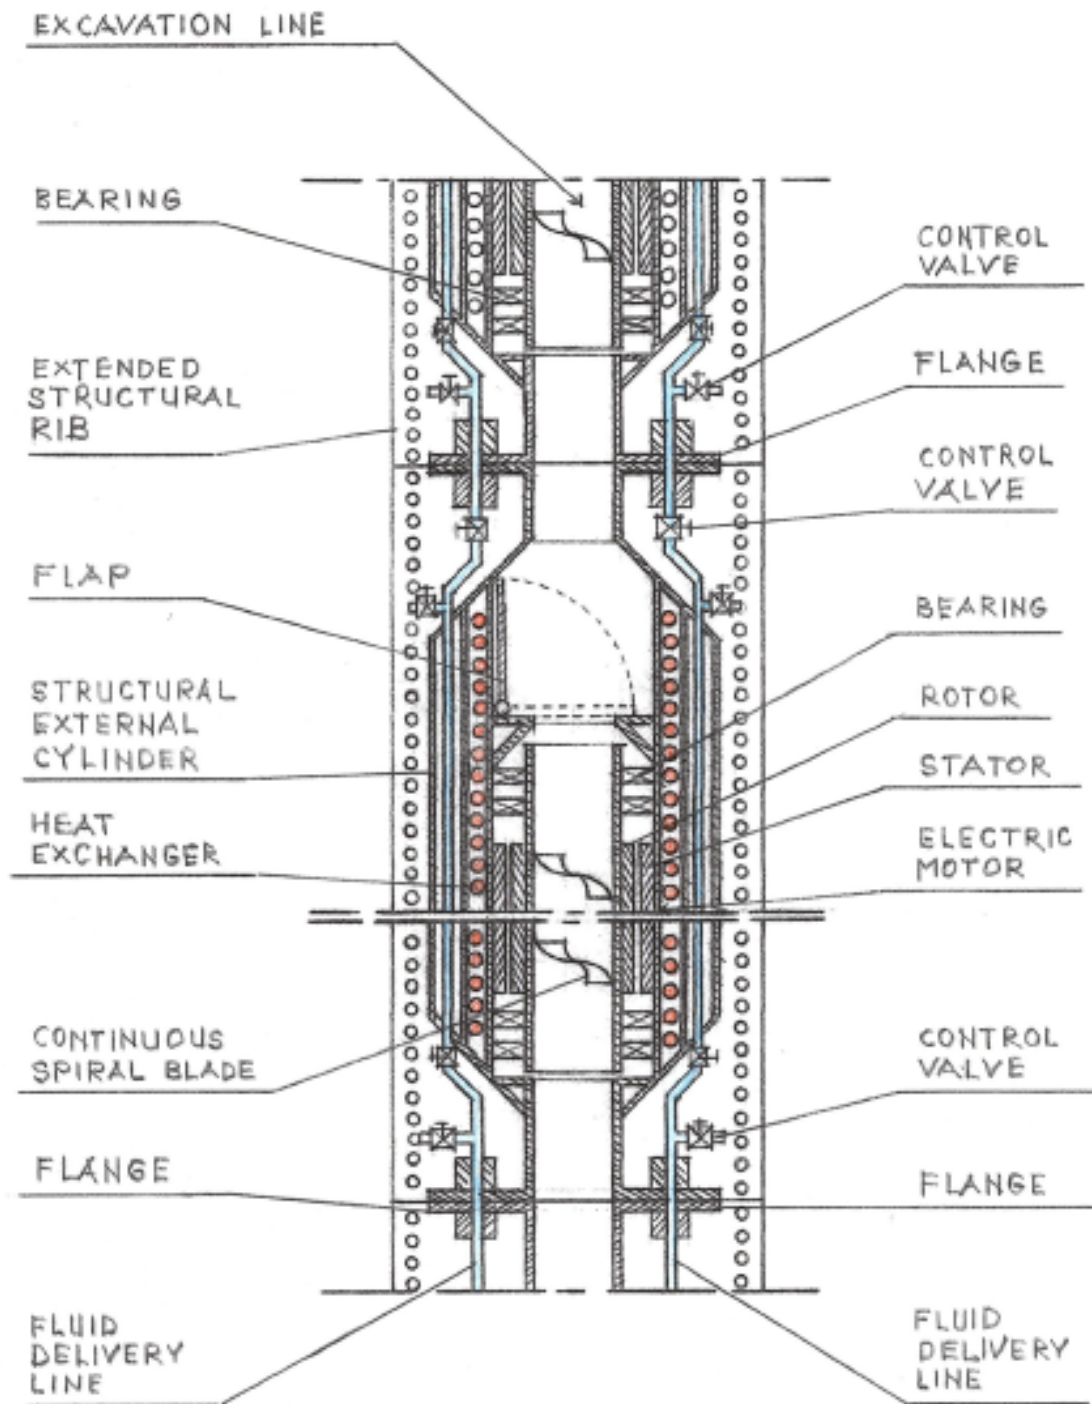 EXCAVATION LINE
BEARING
EXTENDED
STRUCTURAL
RIB
FLAP
STRUCTURAL
EXTERNAL
CYLINDER
HEAT
EXCHANGER
CONTINUOUS
SPIRAL BLADE
FLANGE
FLUID
DELIVERY
LINE
CONTROL
VALVE
FLANGE
CONTROL
VALVE
BEARING
ROTOR
STATOR
ELECTRIC
MOTOR
CONTROL
VALVE
FLANGE
FLUID
DELIVERY
LINE